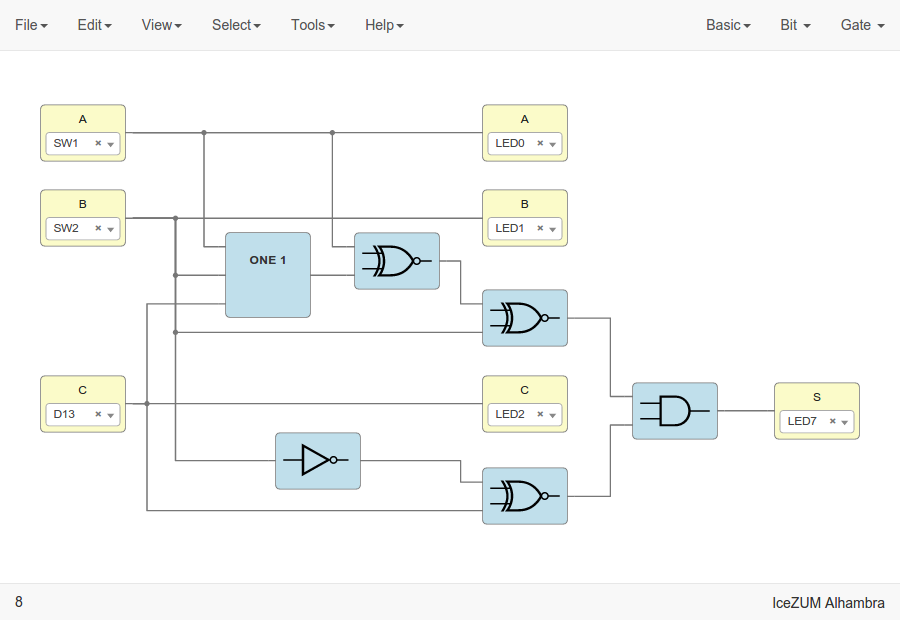 File Edit View Select Tools Help Basic Bit Gate
A
SW1 ×
A
LED0 ×
B
SW2 ×
B
LED1 ×
ONE 1
C
D13 ×
C
LED2 ×
S
LED7 ×
8 IceZUM Alhambra